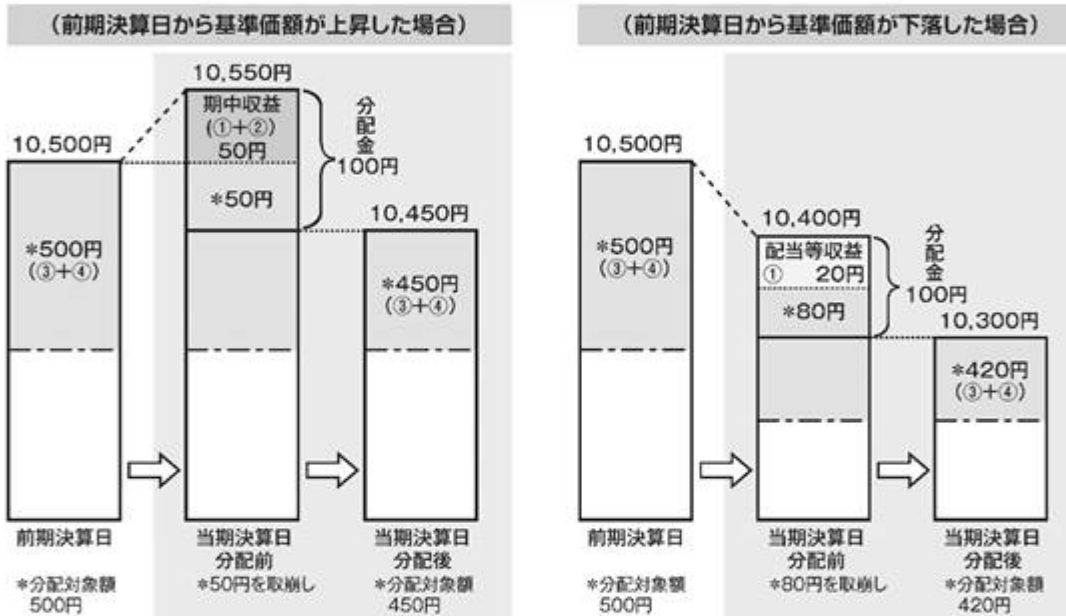 (前期決算日から基準価額が上昇した場合)
10,550円
期中収益
(①+②)
50円
分配金
100円
10,500円
*50円
10,450円
*500円
(③+④)
*450円
(③+④)
前期決算日
当期決算日
分配前
当期決算日
分配後
*分配対象額
500円
*50円を取崩し
*分配対象額
450円
(前期決算日から基準価額が下落した場合)
10,500円
10,400円
配当等収益
① 20円
分配金
100円
*500円
(③+④)
*80円
10,300円
*420円
(③+④)
前期決算日
当期決算日
分配前
当期決算日
分配後
*分配対象額
500円
*80円を取崩し
*分配対象額
420円